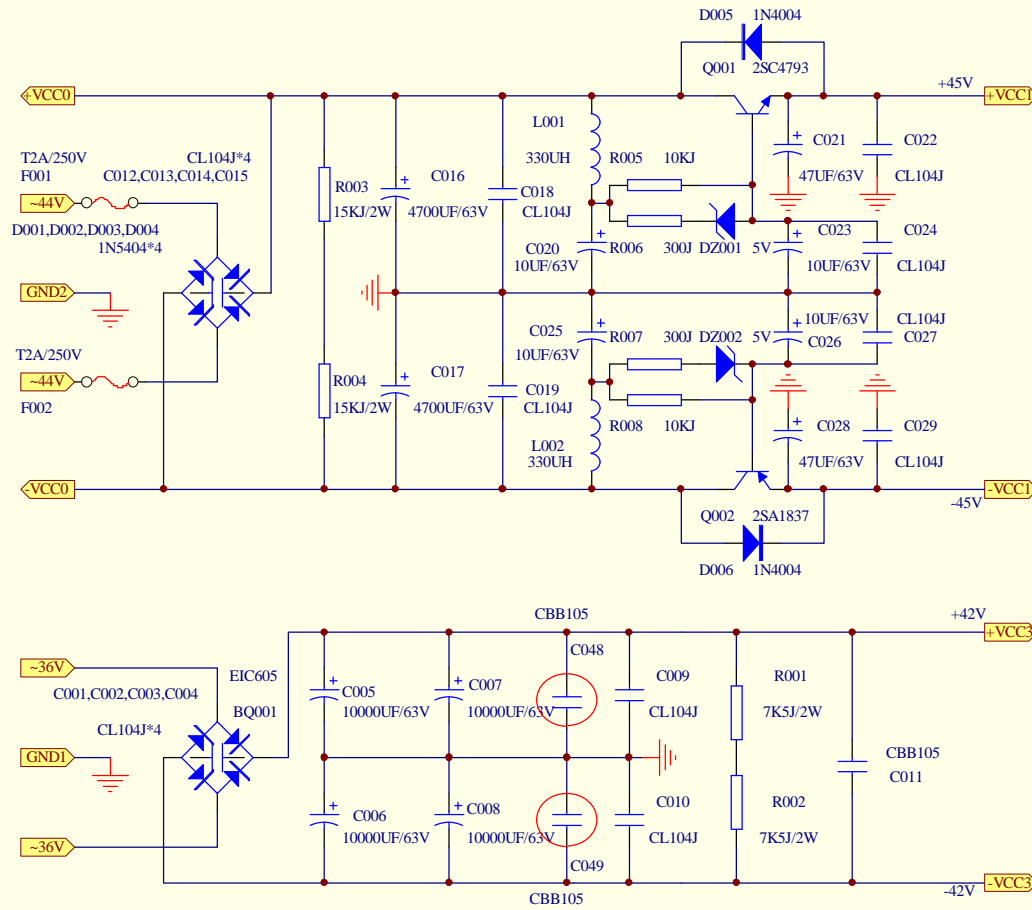 D005 1N4004
Q001 2SC4793
+45V
+VCC0
+VCC1
L001
330UH
R005 10KJ
C021
47UF/63V
C022
CL104J
T2A/250V
F001
CL104J*4
C012,C013,C014,C015
~44V
D001,D002,D003,D004
1N5404*4
R003
15KJ/2W
C016
4700UF/63V
C018
CL104J
C020
10UF/63V
R006 300J DZ001 5V
C023
10UF/63V
C024
CL104J
GND2
C025
10UF/63V
R007 300J DZ002 5V
10UF/63V
C026
CL104J
C027
T2A/250V
~44V
F002
R004
15KJ/2W
C017
4700UF/63V
C019
CL104J
L002
330UH
R008 10KJ
C028
47UF/63V
C029
CL104J
-VCC0
-VCC1
-45V
Q002 2SA1837
D006 1N4004
CBB105
+42V
+VCC3
~36V
C001,C002,C003,C004
CL104J*4
EIC605
BQ001
C005
10000UF/63V
C007
10000UF/63V
C048
C009
CL104J
R001
7K5J/2W
GND1
CBB105
C011
C006
10000UF/63V
C008
10000UF/63V
C049
C010
CL104J
R002
7K5J/2W
~36V
CBB105
-42V
-VCC3